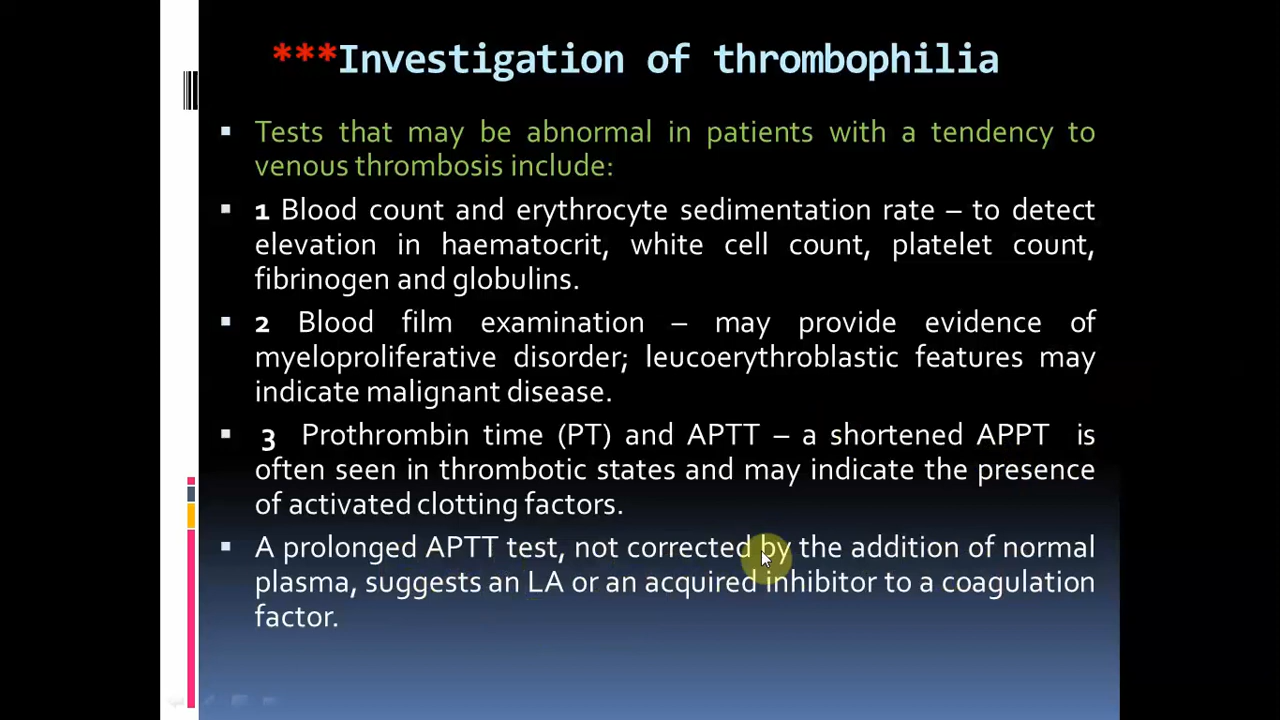 ***Investigation of thrombophilia
▪ Tests that may be abnormal in patients with a tendency to
venous thrombosis include:
▪ 1 Blood count and erythrocyte sedimentation rate – to detect
elevation in haematocrit, white cell count, platelet count,
fibrinogen and globulins.
▪ 2 Blood film examination – may provide evidence of
myeloproliferative disorder; leucoerythroblastic features may
indicate malignant disease.
▪ 3 Prothrombin time (PT) and APTT – a shortened APPT is
often seen in thrombotic states and may indicate the presence
of activated clotting factors.
▪ A prolonged APTT test, not corrected by the addition of normal
plasma, suggests an LA or an acquired inhibitor to a coagulation
factor.